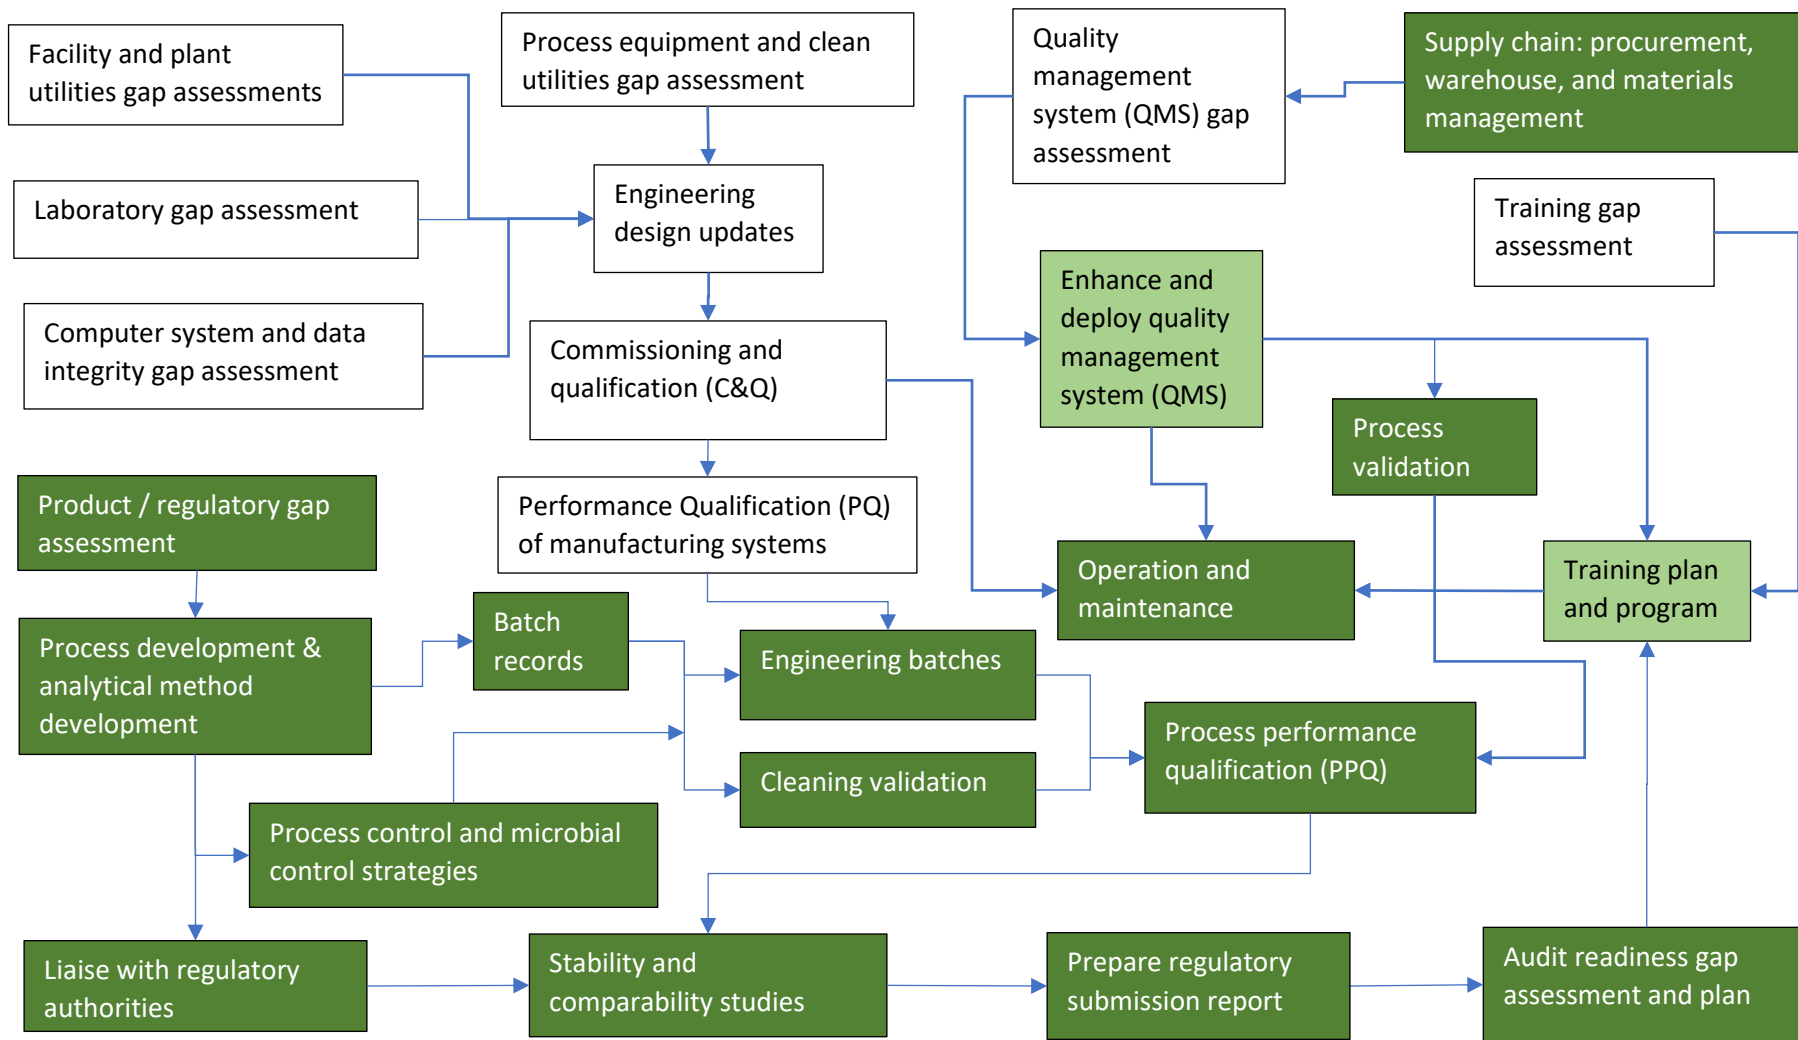 Facility and plant
utilities gap assessments
Process equipment and clean
utilities gap assessment
Quality
management
system (QMS) gap
assessment
Supply chain: procurement,
warehouse, and materials
management
Laboratory gap assessment
Engineering
design updates
Training gap
assessment
Computer system and data
integrity gap assessment
Commissioning and
qualification (C&Q)
Enhance and
deploy quality
management
system (QMS)
Process
validation
Product / regulatory gap
assessment
Performance Qualification (PQ)
of manufacturing systems
Operation and
maintenance
Training plan
and program
Process development &
analytical method
development
Batch
records
Engineering batches
Process performance
qualification (PPQ)
Cleaning validation
Process control and microbial
control strategies
Liaise with regulatory
authorities
Stability and
comparability studies
Prepare regulatory
submission report
Audit readiness gap
assessment and plan